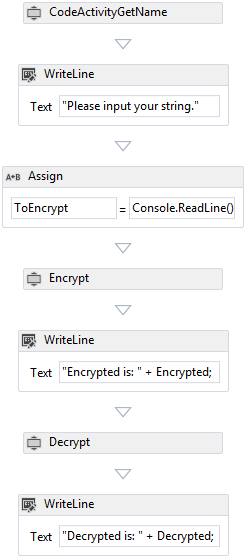 CodeActivityGetName
WriteLine
Text "Please input your string."
A+B Assign
ToEncrypt = Console.ReadLine()
Encrypt
WriteLine
Text "Encrypted is: " + Encrypted;
Decrypt
WriteLine
Text "Decrypted is: " + Decrypted;